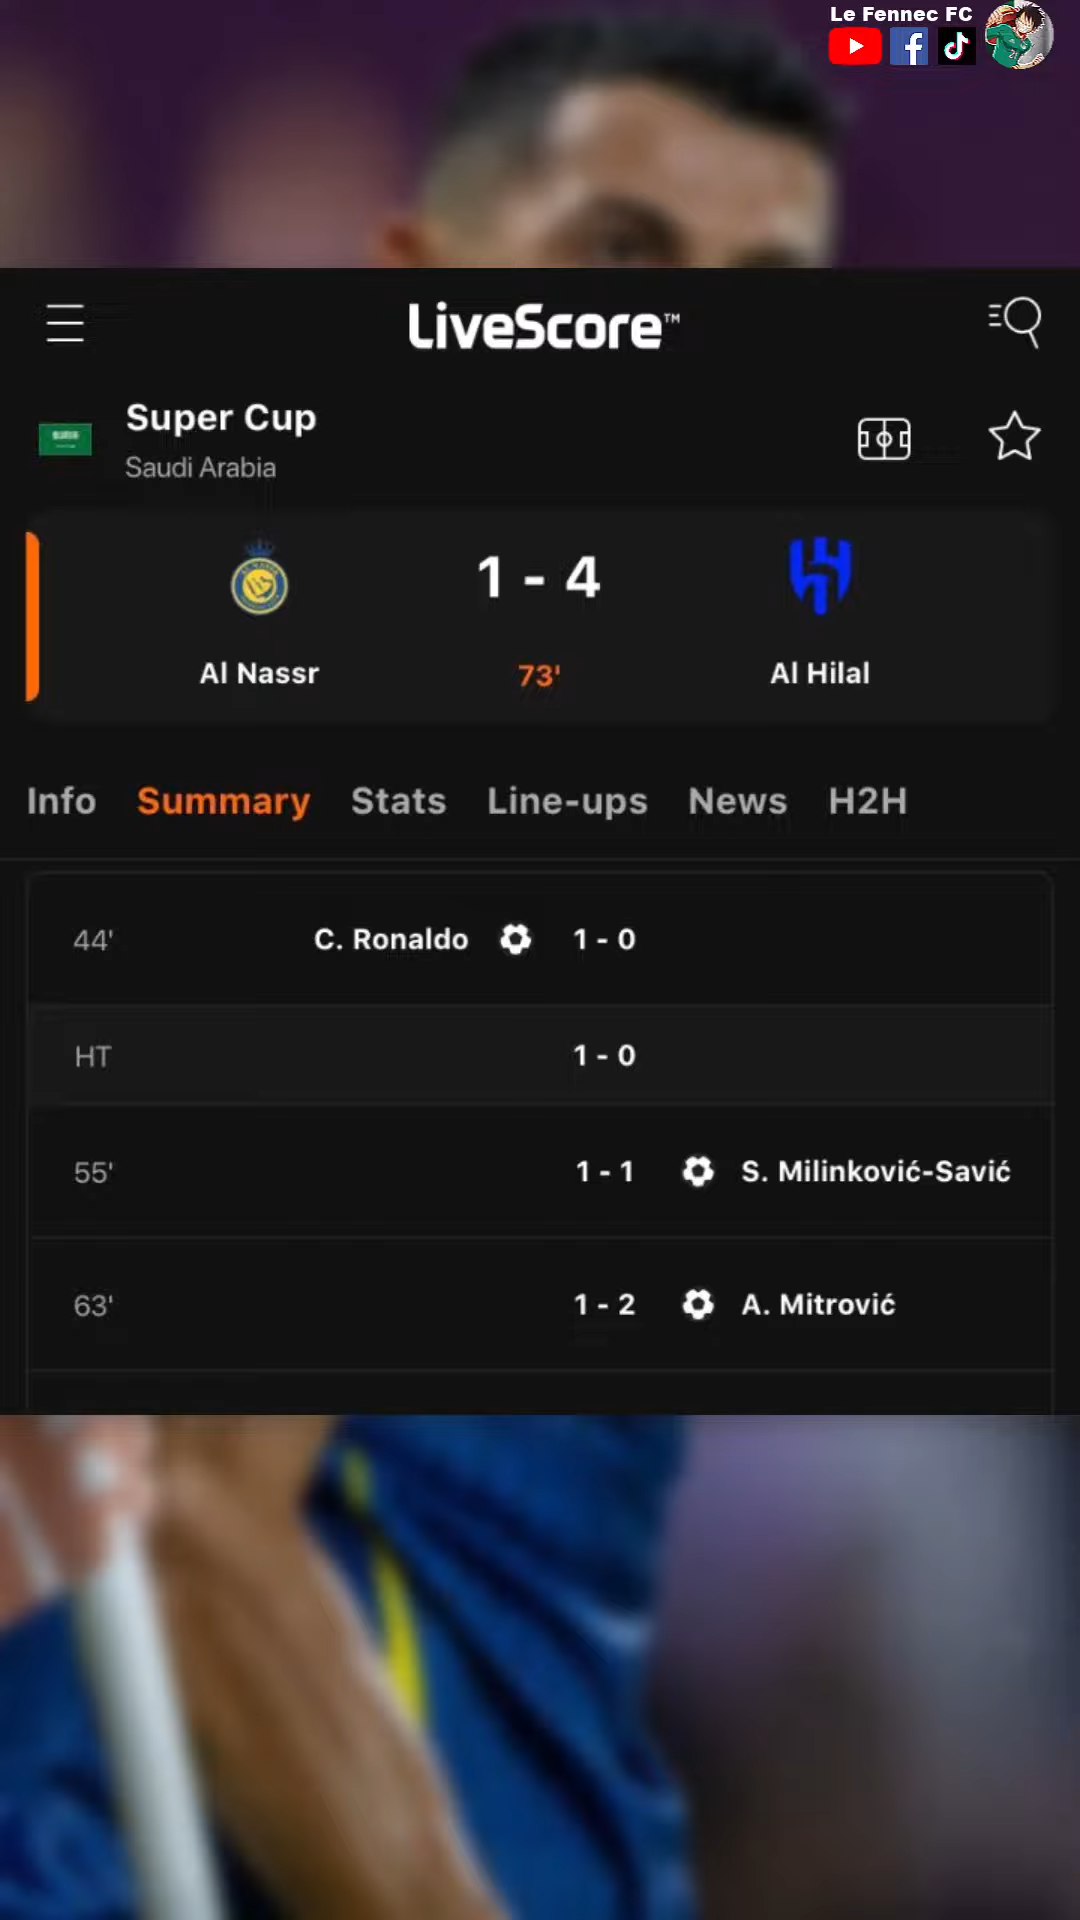 Le Fennec FC
LiveScore™
Super Cup
Saudi Arabia
1 - 4
Al Nassr 73' Al Hilal
Info Summary Stats Line-ups News H2H
44' C. Ronaldo 1 - 0
HT 1 - 0
55' 1 - 1 S. Milinković-Savić
63' 1 - 2 A. Mitrović